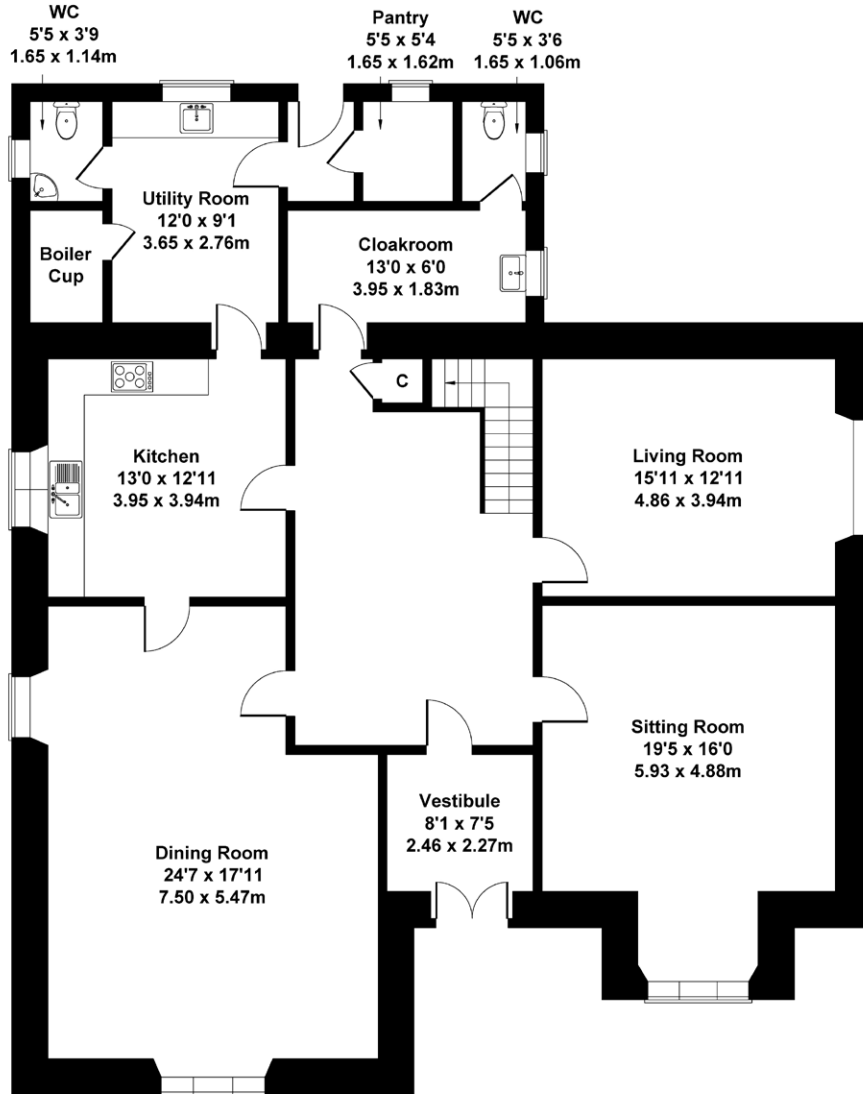 WC
5'5 x 3'9
1.65 x 1.14m
Pantry
5'5 x 5'4
1.65 x 1.62m
WC
5'5 x 3'6
1.65 x 1.06m
Utility Room
12'0 x 9'1
3.65 x 2.76m
Boiler
Cup
Cloakroom
13'0 x 6'0
3.95 x 1.83m
C
Kitchen
13'0 x 12'11
3.95 x 3.94m
Living Room
15'11 x 12'11
4.86 x 3.94m
Sitting Room
19'5 x 16'0
5.93 x 4.88m
Vestibule
8'1 x 7'5
2.46 x 2.27m
Dining Room
24'7 x 17'11
7.50 x 5.47m